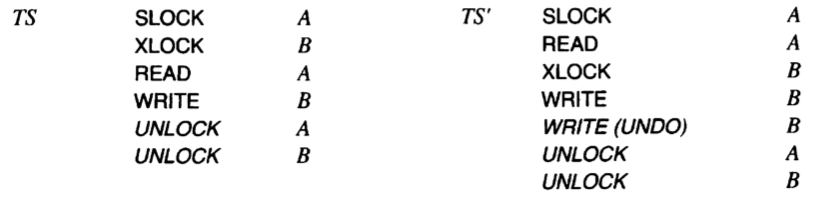 TS SLOCK A TS' SLOCK A
XLOCK B READ A
READ A XLOCK B
WRITE B WRITE B
UNLOCK A WRITE (UNDO) B
UNLOCK B UNLOCK A
UNLOCK B